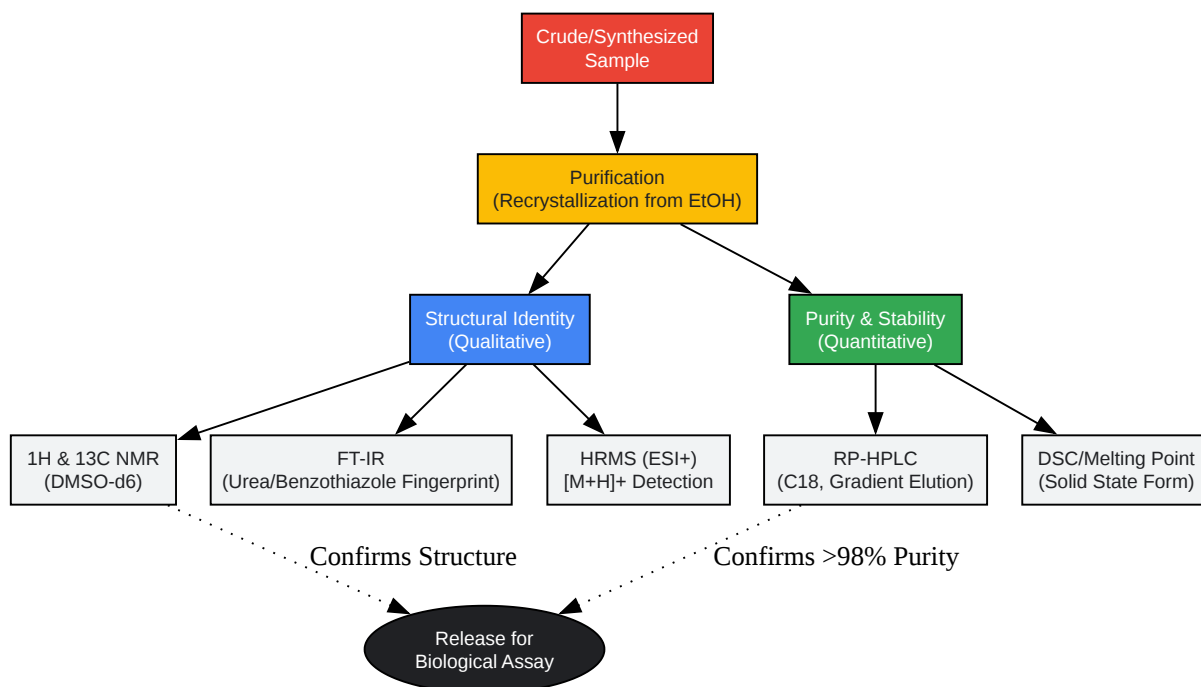 Crude/Synthesized
Sample
Purification
(Recrystallization from EtOH)
Structural Identity
(Qualitative)
Purity & Stability
(Quantitative)
1H & 13C NMR
(DMSO-d6)
FT-IR
(Urea/Benzothiazole Fingerprint)
HRMS (ESI+)
[M+H]+ Detection
RP-HPLC
(C18, Gradient Elution)
DSC/Melting Point
(Solid State Form)
Confirms Structure
Confirms >98% Purity
Release for
Biological Assay